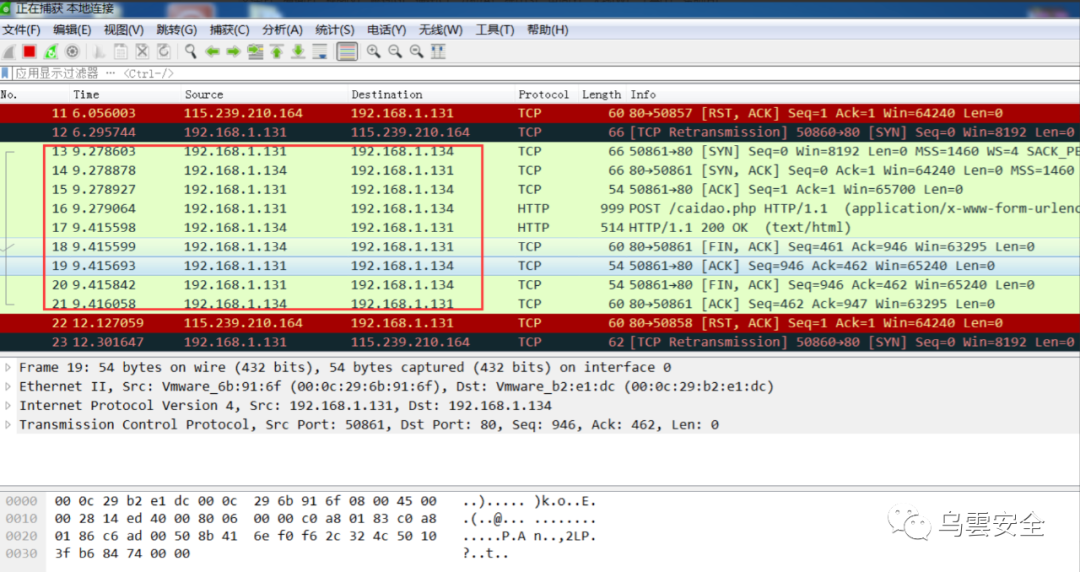 正在捕获 本地连接
文件(F) 编辑(E) 视图(V) 跳转(G) 捕获(C) 分析(A) 统计(S) 电话(Y) 无线(W) 工具(T) 帮助(H)
应用显示过滤器 … <Ctrl-/>
No. Time Source Destination Protocol Length Info
11 6.056003 115.239.210.164 192.168.1.131 TCP 60 80→50857 [RST, ACK] Seq=1 Ack=1 Win=64240 Len=0
12 6.295744 192.168.1.131 115.239.210.164 TCP 66 [TCP Retransmission] 50860→80 [SYN] Seq=0 Win=8192 Len=0
13 9.278603 192.168.1.131 192.168.1.134 TCP 66 50861→80 [SYN] Seq=0 Win=8192 Len=0 MSS=1460 WS=4 SACK_PE
14 9.278878 192.168.1.134 192.168.1.131 TCP 66 80→50861 [SYN, ACK] Seq=0 Ack=1 Win=64240 Len=0 MSS=1460
15 9.278927 192.168.1.131 192.168.1.134 TCP 54 50861→80 [ACK] Seq=1 Ack=1 Win=65700 Len=0
16 9.279064 192.168.1.131 192.168.1.134 HTTP 999 POST /caidao.php HTTP/1.1 (application/x-www-form-urlenc
17 9.415598 192.168.1.134 192.168.1.131 HTTP 514 HTTP/1.1 200 OK (text/html)
18 9.415599 192.168.1.134 192.168.1.131 TCP 60 80→50861 [FIN, ACK] Seq=461 Ack=946 Win=63295 Len=0
19 9.415693 192.168.1.131 192.168.1.134 TCP 54 50861→80 [ACK] Seq=946 Ack=462 Win=65240 Len=0
20 9.415842 192.168.1.131 192.168.1.134 TCP 54 50861→80 [FIN, ACK] Seq=946 Ack=462 Win=65240 Len=0
21 9.416058 192.168.1.134 192.168.1.131 TCP 60 80→50861 [ACK] Seq=462 Ack=947 Win=63295 Len=0
22 12.127059 115.239.210.164 192.168.1.131 TCP 60 80→50858 [RST, ACK] Seq=1 Ack=1 Win=64240 Len=0
23 12.301647 192.168.1.131 115.239.210.164 TCP 62 [TCP Retransmission] 50860→80 [SYN] Seq=0 Win=8192 Len=0
Frame 19: 54 bytes on wire (432 bits), 54 bytes captured (432 bits) on interface 0
Ethernet II, Src: Vmware_6b:91:6f (00:0c:29:6b:91:6f), Dst: Vmware_b2:e1:dc (00:0c:29:b2:e1:dc)
Internet Protocol Version 4, Src: 192.168.1.131, Dst: 192.168.1.134
Transmission Control Protocol, Src Port: 50861, Dst Port: 80, Seq: 946, Ack: 462, Len: 0
0000 00 0c 29 b2 e1 dc 00 0c 29 6b 91 6f 08 00 45 00 ..)..... )k.o..E.
0010 00 28 14 ed 40 00 80 06 00 00 c0 a8 01 83 c0 a8 .(..@... ........
0020 01 86 c6 ad 00 50 8b 41 6e f0 f6 2c 32 4c 50 10 .....P.A n..,2LP.
0030 3f b6 84 74 00 00 ?..t..
乌雲安全